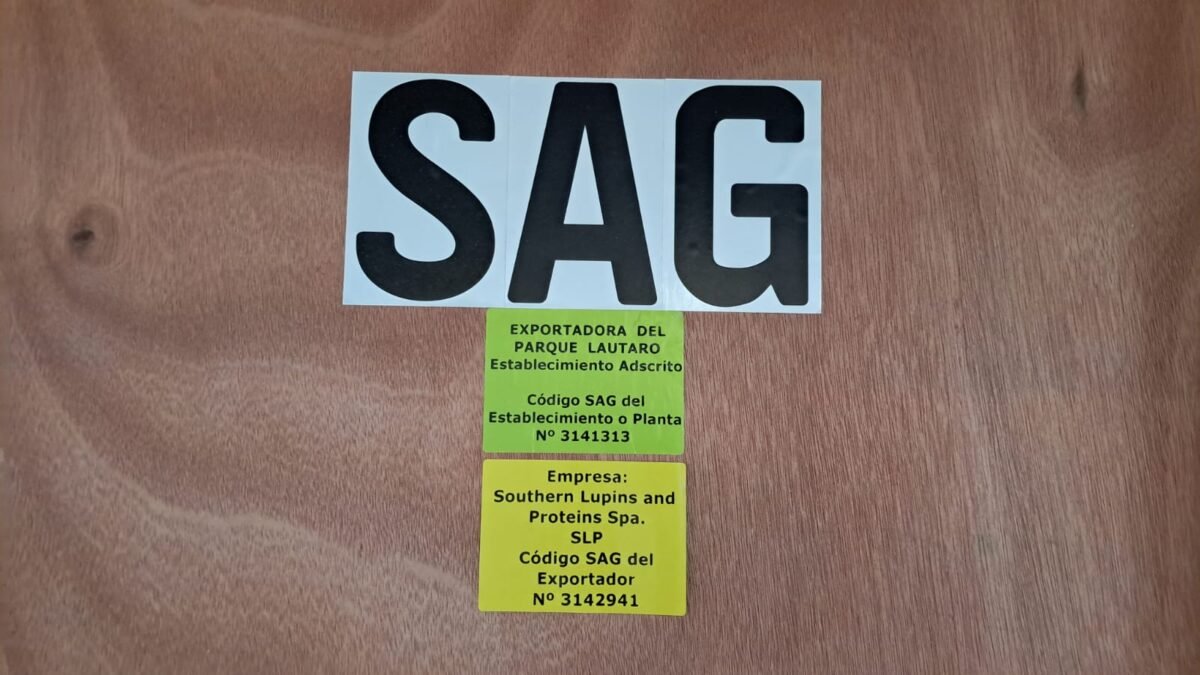 SAG
EXPORTADORA DEL
PARQUE LAUTARO
Establecimiento Adscrito
Código SAG del
Establecimiento o Planta
Nº 3141313
Empresa:
Southern Lupins and
Proteins Spa.
SLP
Código SAG del
Exportador
Nº 3142941